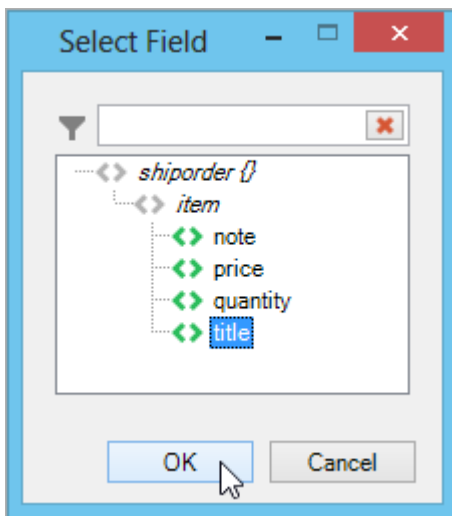 Select Field
shiporder {}
item
note
price
quantity
title
OK
Cancel